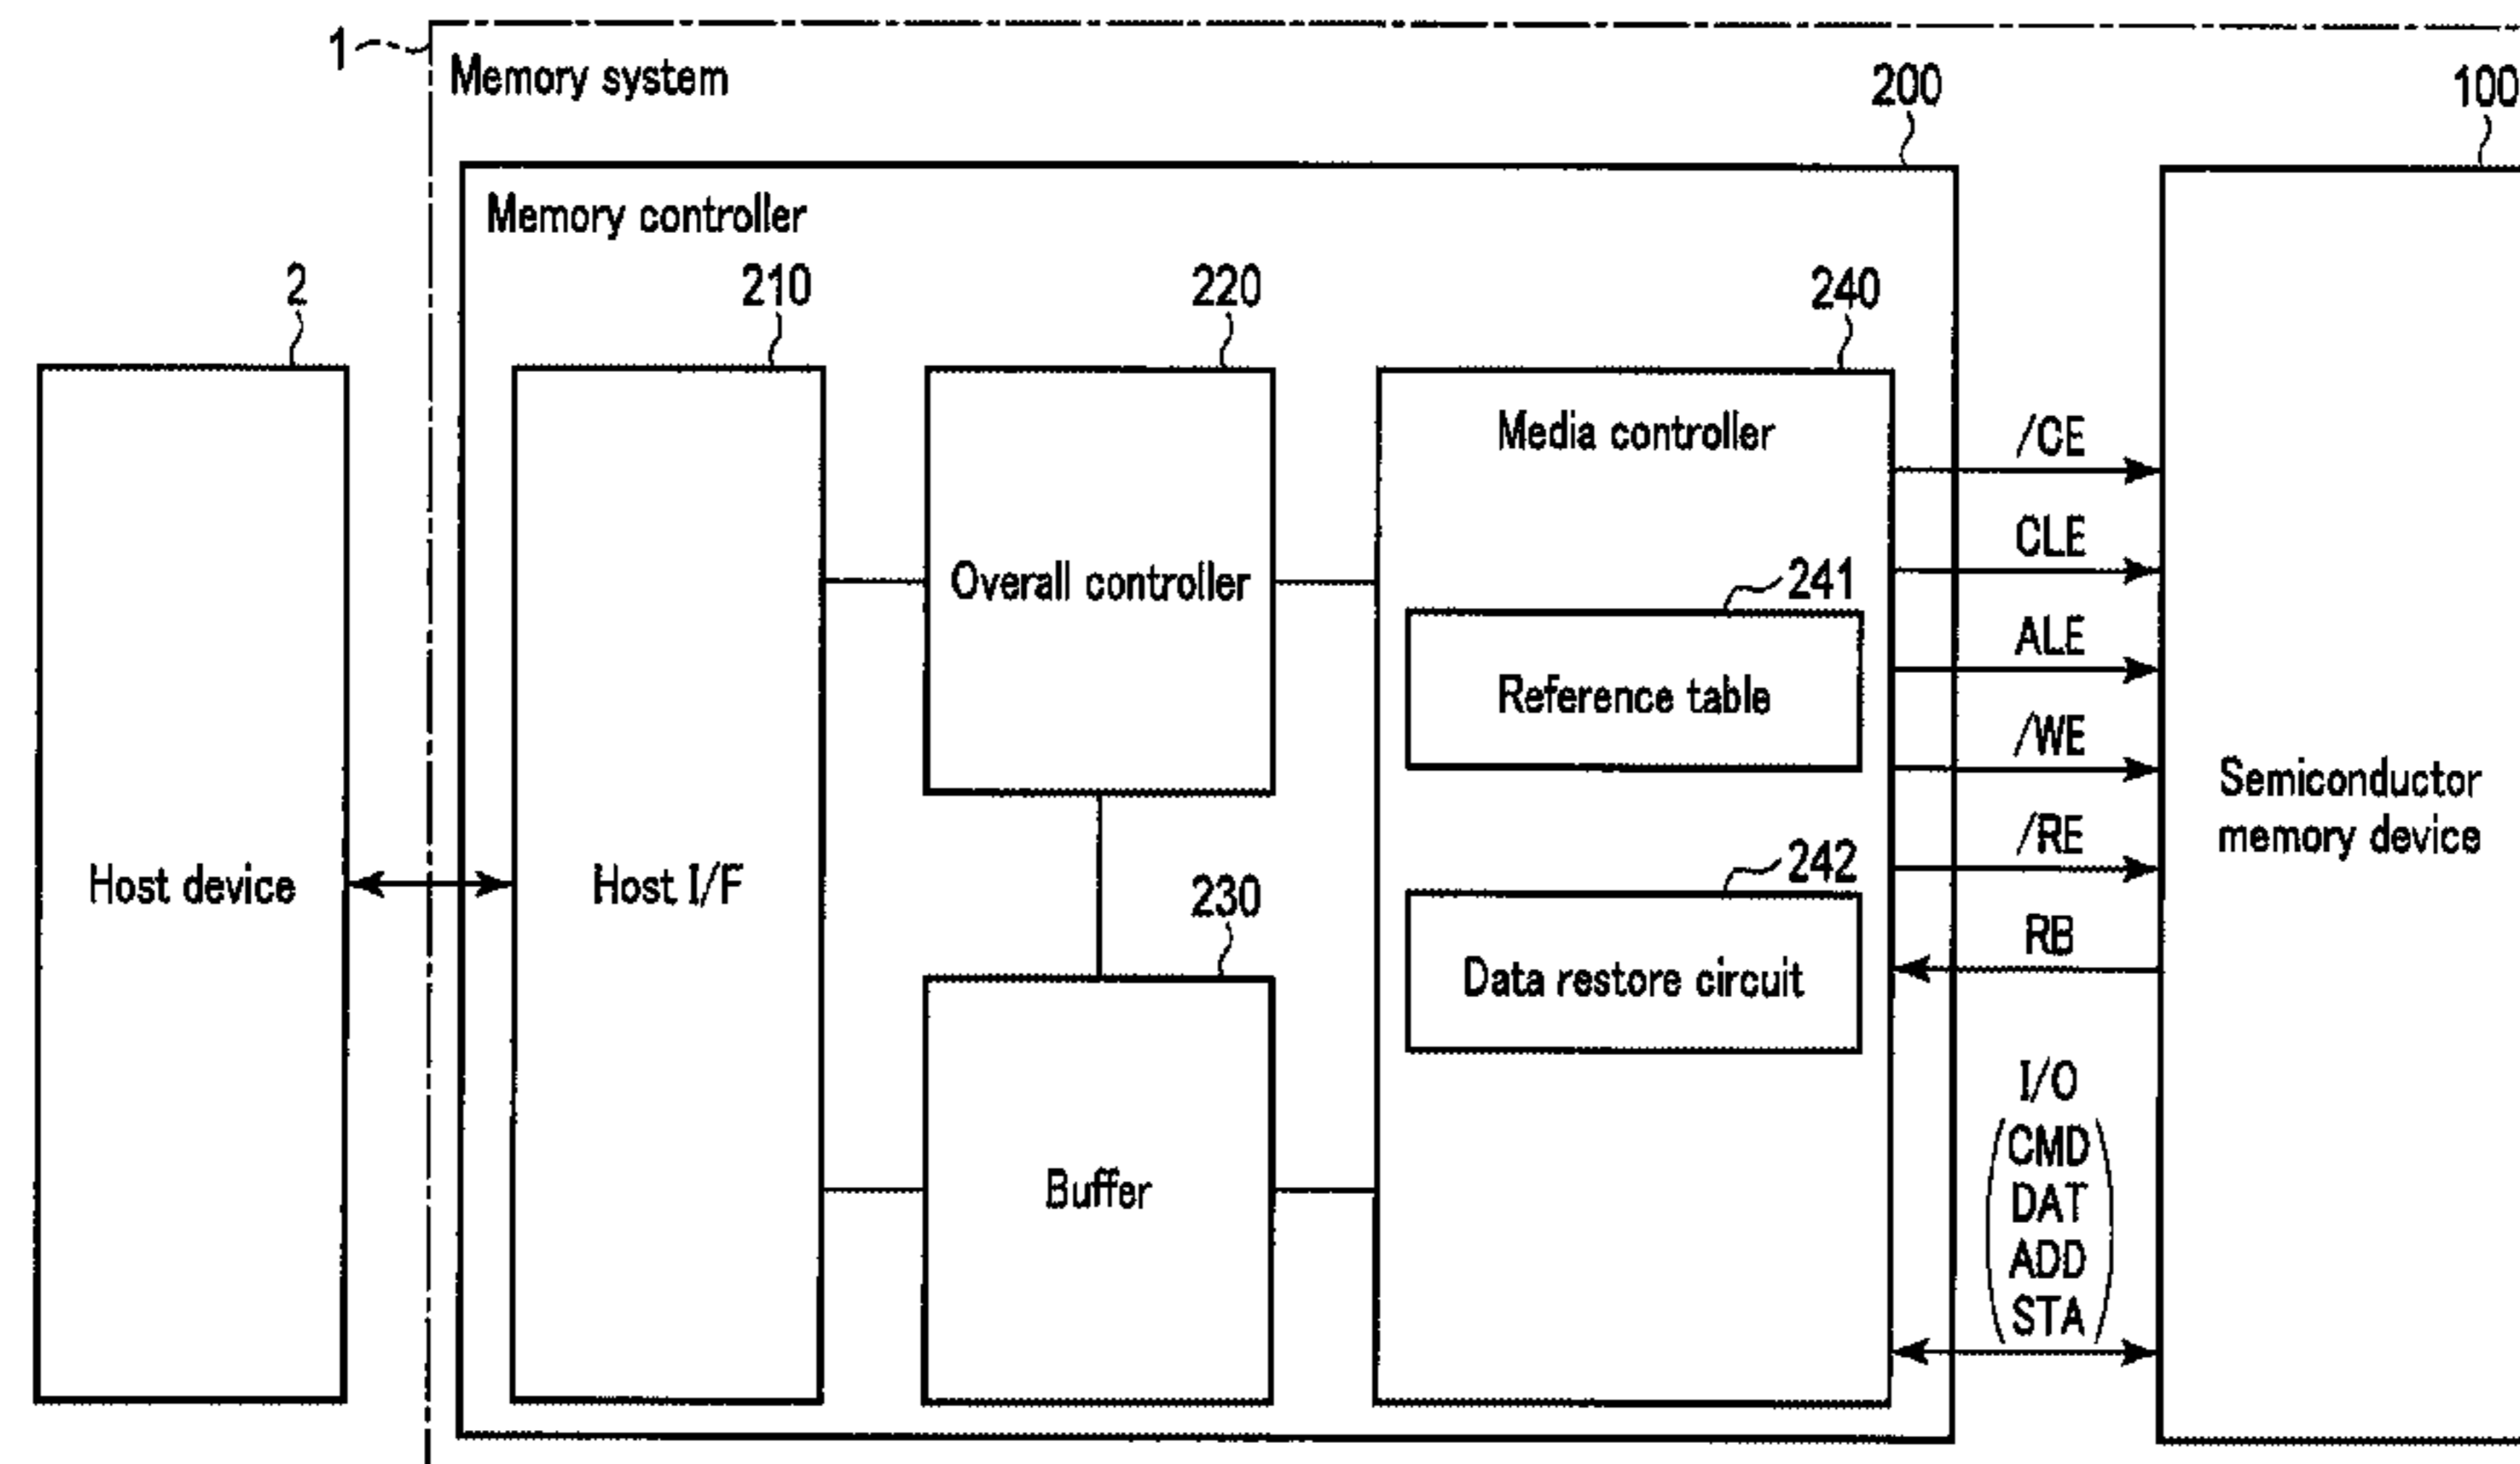 1
Memory system
200
100
Memory controller
2
210
220
240
Host device
Host I/F
Overall controller
230
Buffer
Media controller
241
Reference table
242
Data restore circuit
/CE
CLE
ALE
/WE
/RE
RB
I/O
CMD
DAT
ADD
STA
Semiconductor
memory device